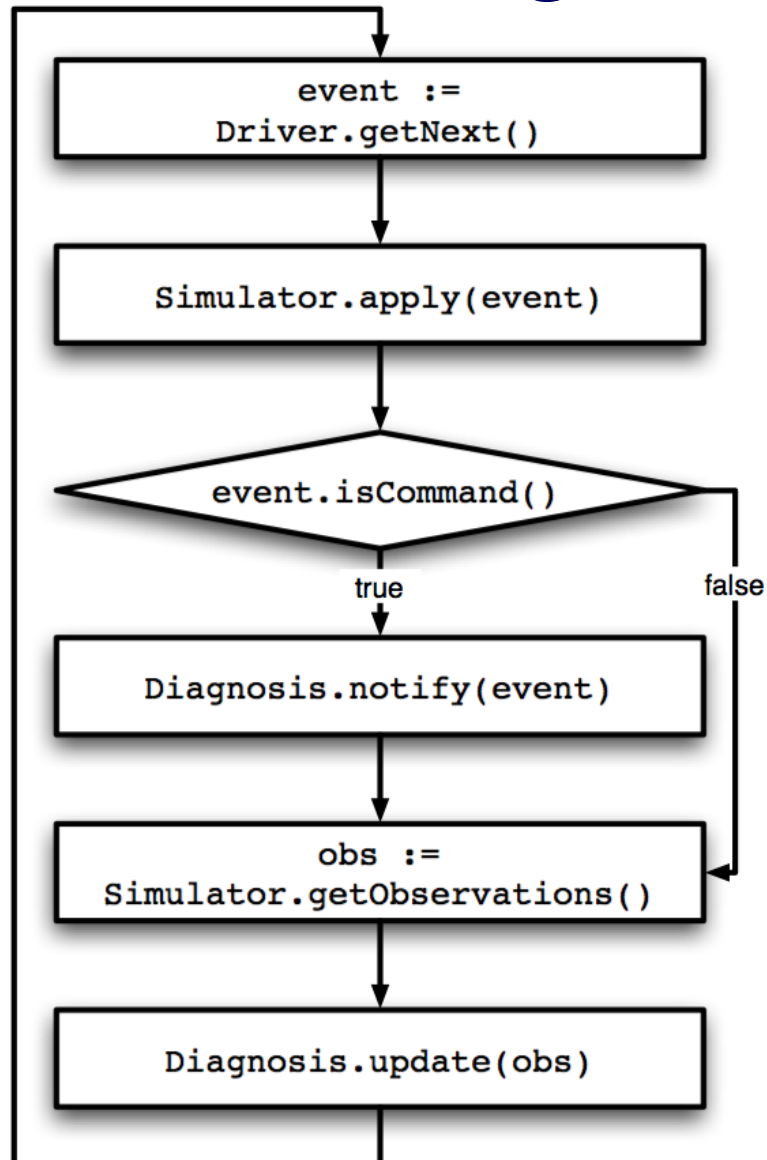 event :=
Driver.getNext()
Simulator.apply(event)
event.isCommand()
true
false
Diagnosis.notify(event)
obs :=
Simulator.getObservations()
Diagnosis.update(obs)